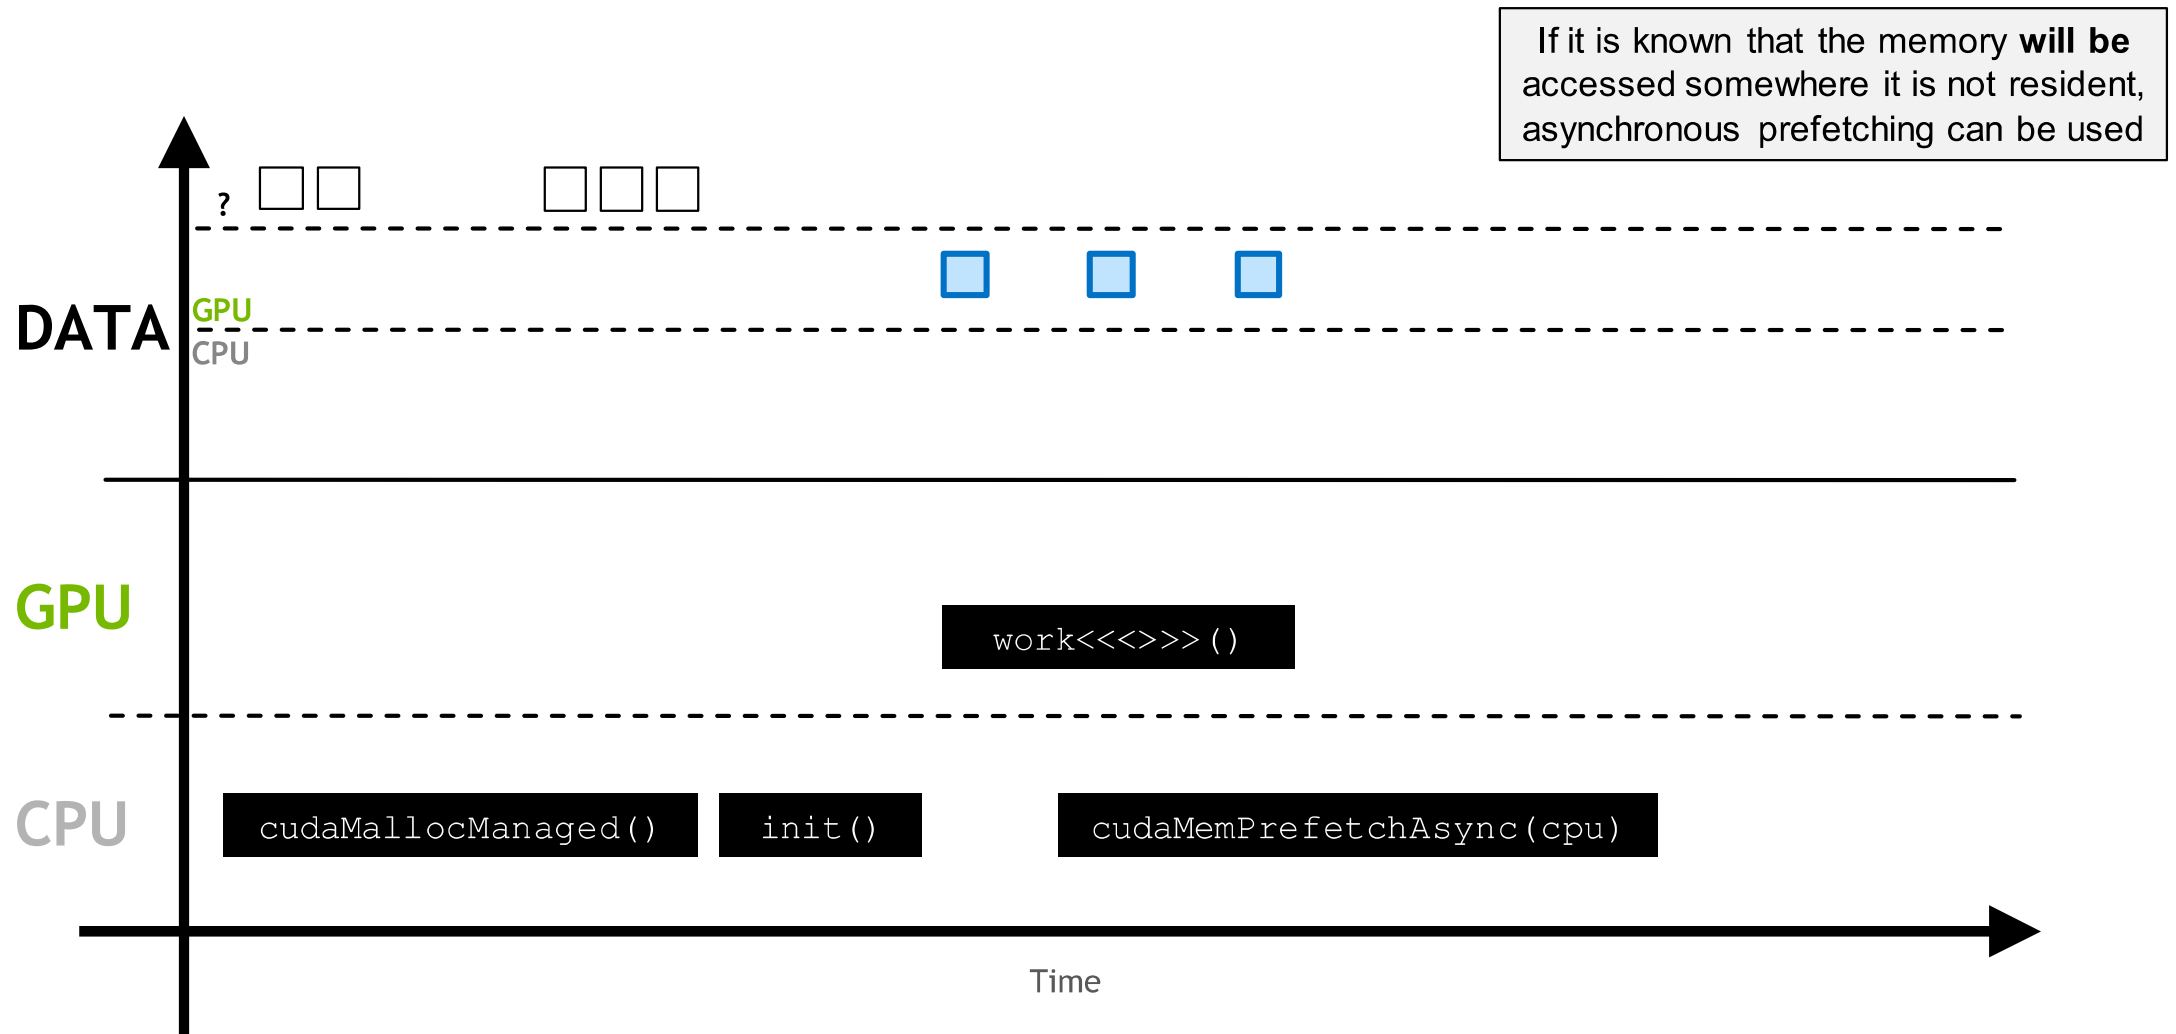 If it is known that the memory will be
accessed somewhere it is not resident,
asynchronous prefetching can be used
?
DATA
GPU
CPU
GPU
work<<<>>>()
CPU
cudaMallocManaged()
init()
cudaMemPrefetchAsync(cpu)
Time